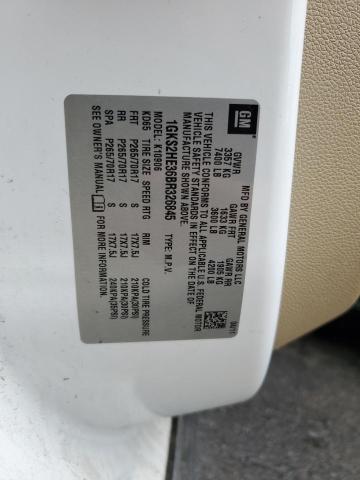 GM
MFD BY GENERAL MOTORS LLC
GVWR GAWR FRT GAWR RR
3357 KG 1633 KG 1905 KG
7400 LB 3600 LB 4200 LB
THIS VEHICLE CONFORMS TO ALL APPLICABLE U.S. FEDERAL MOTOR
VEHICLE SAFETY STANDARDS IN EFFECT ON THE DATE OF
MANUFACTURE SHOWN ABOVE.
1GKS2HE36BR326845 TYPE: M.P.V.
MODEL: K10906
KD65 TIRE SIZE SPEED RTG RIM COLD TIRE PRESSURE
FRT P265/70R17 S 17X7.5J 210KPA(30PSI)
RR P265/70R17 S 17X7.5J 210KPA(30PSI)
SPA P265/70R17 S 17X7.5J 240KPA(35PSI)
SEE OWNER'S MANUAL